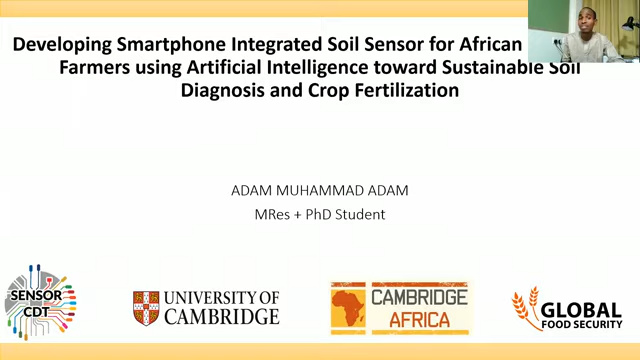 Developing Smartphone Integrated Soil Sensor for African
Farmers using Artificial Intelligence toward Sustainable Soil
Diagnosis and Crop Fertilization
ADAM MUHAMMAD ADAM
MRes + PhD Student
SENSOR
CDT
UNIVERSITY OF
CAMBRIDGE
CAMBRIDGE
AFRICA
GLOBAL
FOOD SECURITY